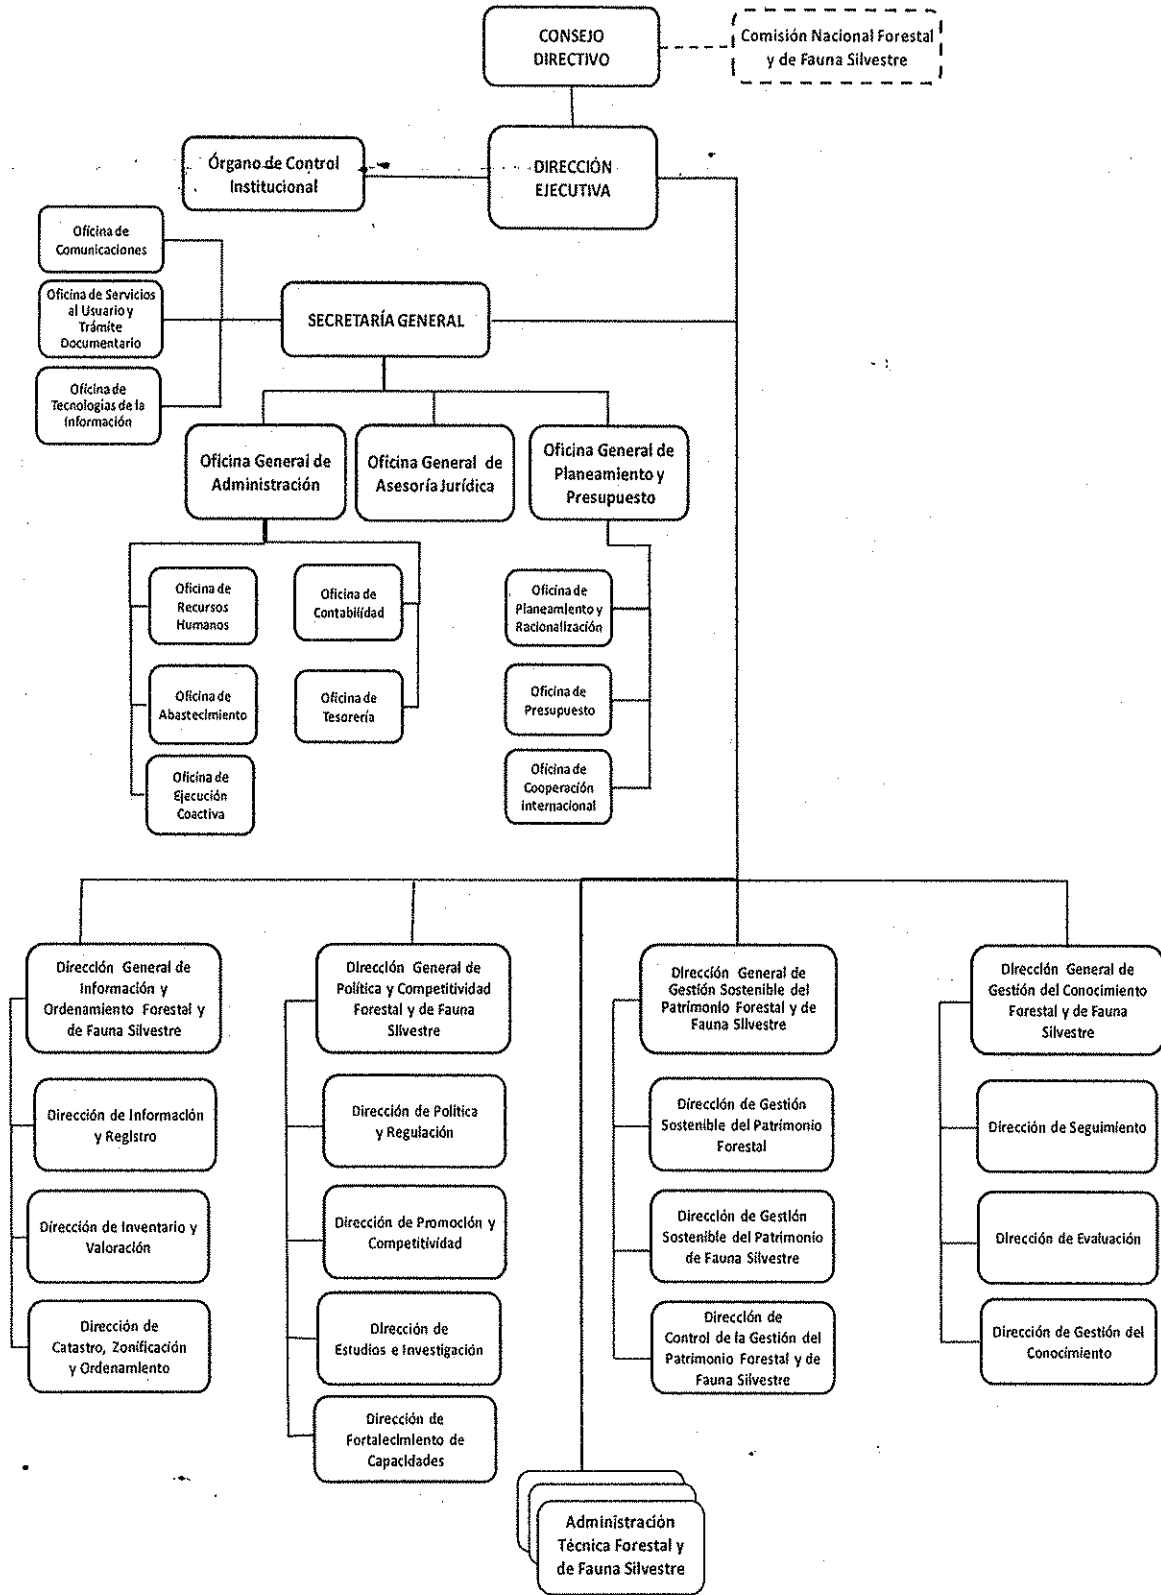 CONSEJO
DIRECTIVO
Comisión Nacional Forestal
y de Fauna Silvestre
Órgano de Control
Institucional
DIRECCIÓN
EJECUTIVA
Oficina de
Comunicaciones
Oficina de Servicios
al Usuario y
Trámite
Documentario
Oficina de
Tecnologías de la
Información
SECRETARÍA GENERAL
Oficina General de
Administración
Oficina General de
Asesoría Jurídica
Oficina General de
Planeamiento y
Presupuesto
Oficina de
Recursos
Humanos
Oficina de
Contabilidad
Oficina de
Planeamiento y
Racionalización
Oficina de
Abastecimiento
Oficina de
Tesorería
Oficina de
Presupuesto
Oficina de
Ejecución
Coactiva
Oficina de
Cooperación
internacional
Dirección General de
Información y
Ordenamiento Forestal y
de Fauna Silvestre
Dirección General de
Política y Competitividad
Forestal y de Fauna
Silvestre
Dirección General de
Gestión Sostenible del
Patrimonio Forestal y de
Fauna Silvestre
Dirección General de
Gestión del Conocimiento
Forestal y de Fauna
Silvestre
Dirección de Información
y Registro
Dirección de Política
y Regulación
Dirección de Gestión
Sostenible del Patrimonio
Forestal
Dirección de Seguimiento
Dirección de Inventario y
Valoración
Dirección de Promoción y
Competitividad
Dirección de Gestión
Sostenible del Patrimonio
de Fauna Silvestre
Dirección de Evaluación
Dirección de
Catastro, Zonificación
y Ordenamiento
Dirección de
Estudios e Investigación
Dirección de
Control de la Gestión del
Patrimonio Forestal y de
Fauna Silvestre
Dirección de Gestión del
Conocimiento
Dirección de
Fortalecimiento de
Capacidades
Administración
Técnica Forestal y
de Fauna Silvestre